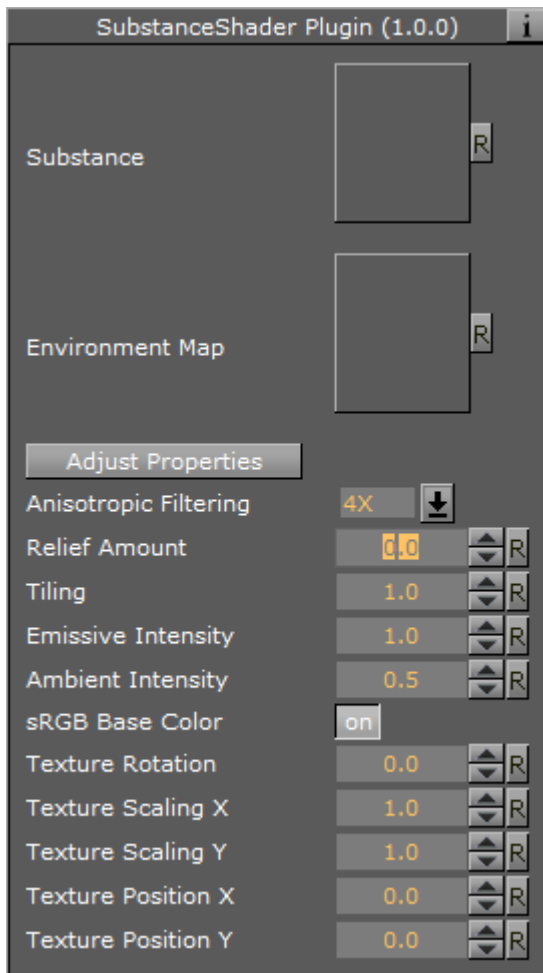 SubstanceShader Plugin (1.0.0) i
Substance R
Environment Map R
Adjust Properties
Anisotropic Filtering 4X
Relief Amount 0.0 R
Tiling 1.0 R
Emissive Intensity 1.0 R
Ambient Intensity 0.5 R
sRGB Base Color on
Texture Rotation 0.0 R
Texture Scaling X 1.0 R
Texture Scaling Y 1.0 R
Texture Position X 0.0 R
Texture Position Y 0.0 R